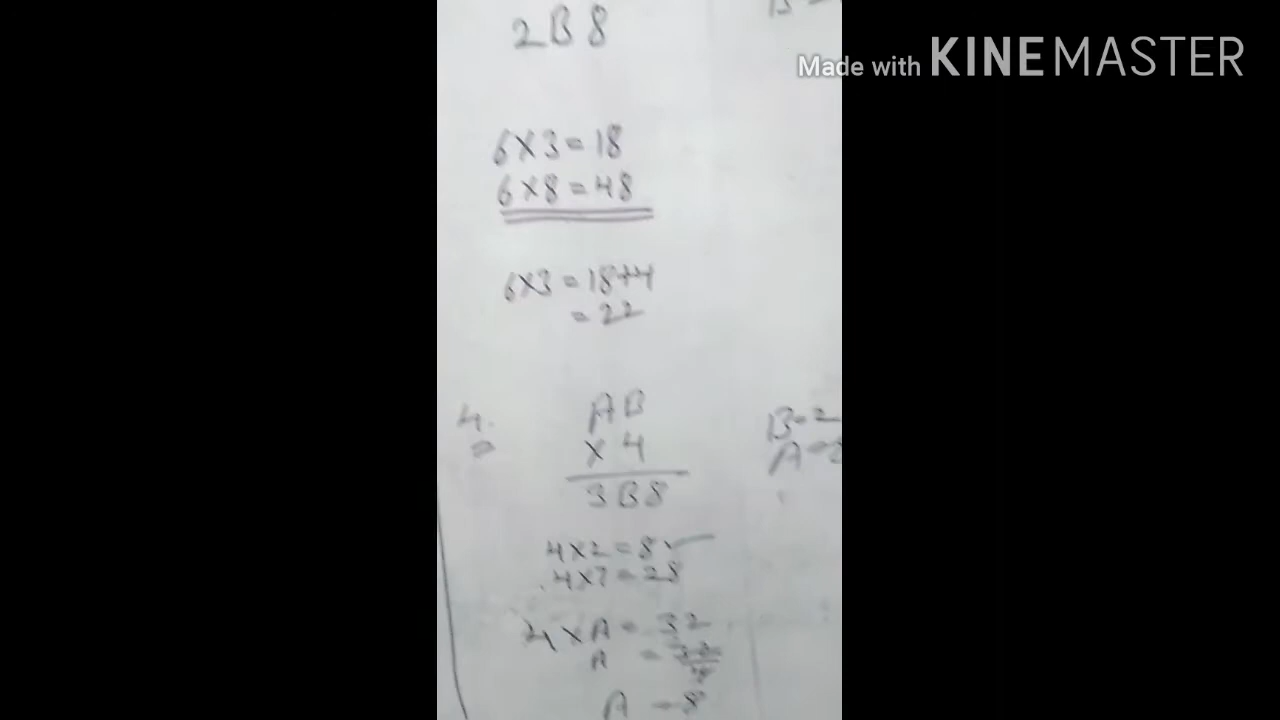 2B8
Made with KINEMASTER
6×3=18
6×8=48
6×3=18+4
=22
4.
AB
×4
3B8
B=2
4×2=8✓
4×7=28
4×A=32
A =
A =8